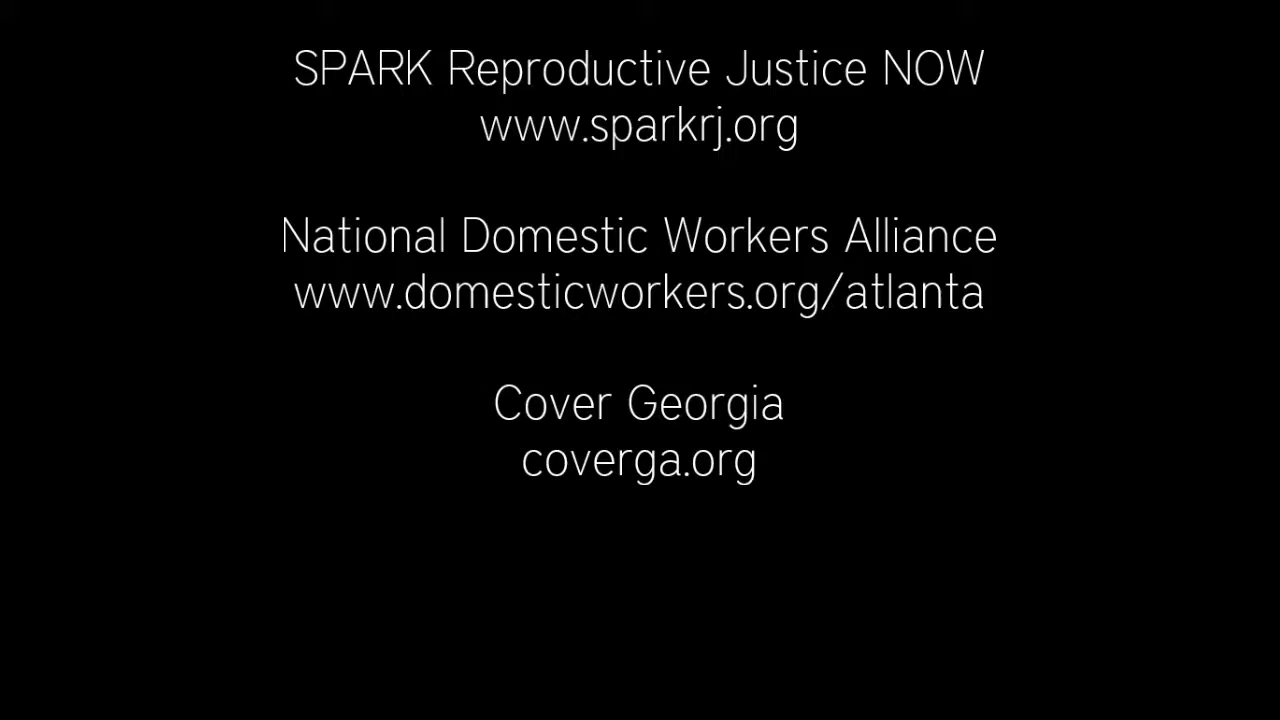 SPARK Reproductive Justice NOW
www.sparkrj.org
National Domestic Workers Alliance
www.domesticworkers.org/atlanta
Cover Georgia
coverga.org